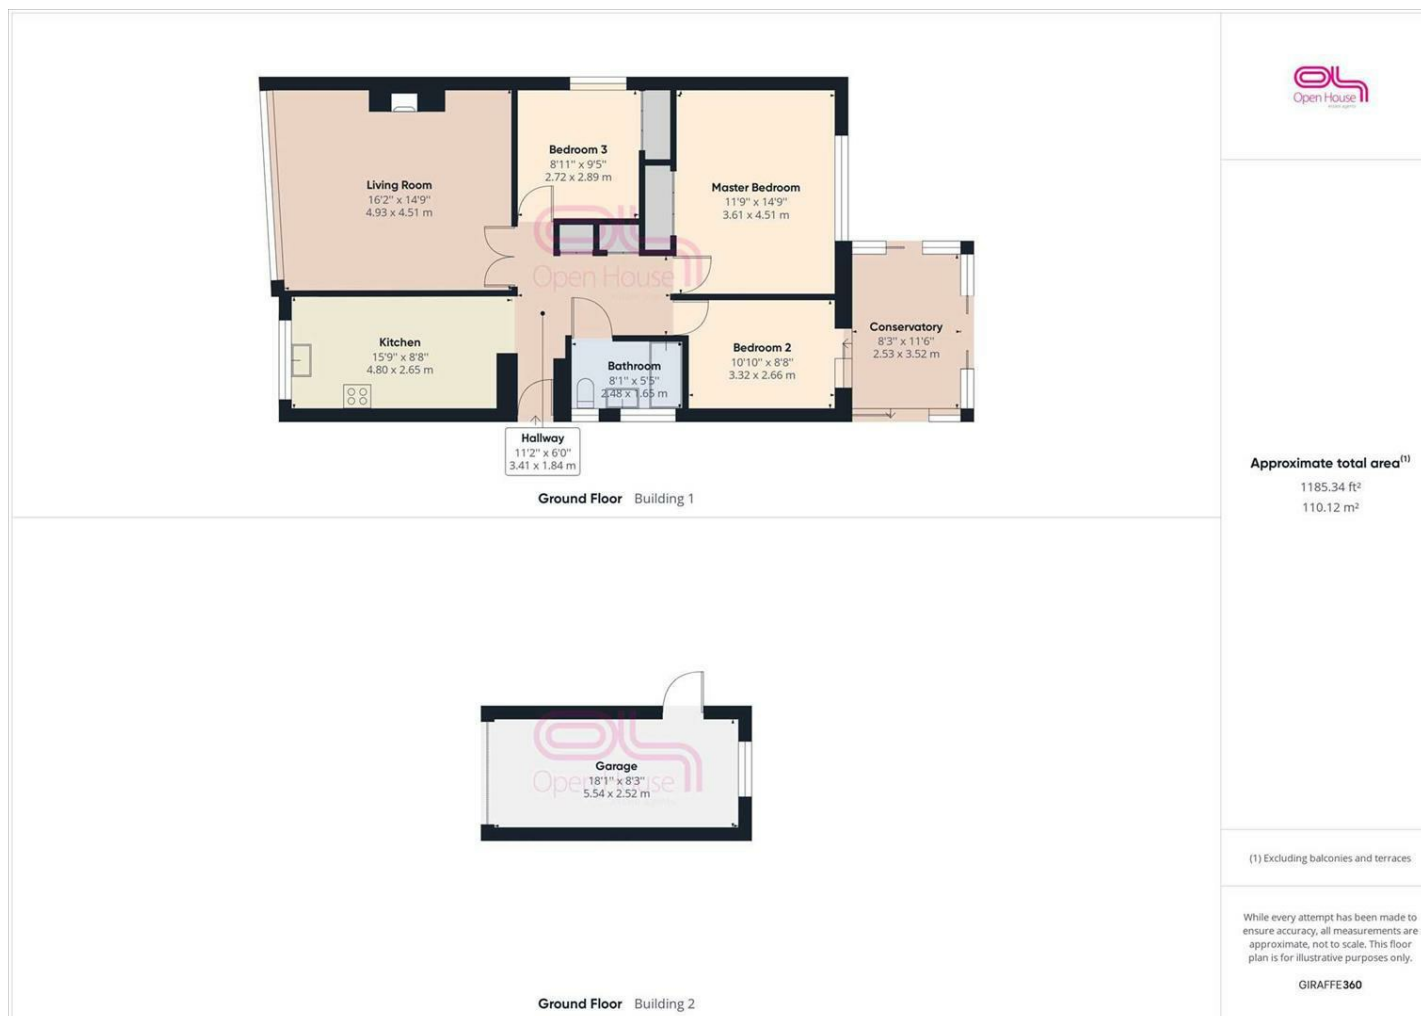 Living Room
16'2" x 14'9"
4.93 x 4.51 m
Bedroom 3
8'11" x 9'5"
2.72 x 2.89 m
Master Bedroom
11'9" x 14'9"
3.61 x 4.51 m
Open House
Kitchen
15'9" x 8'8"
4.80 x 2.65 m
Bathroom
8'1" x 5'5"
2.48 x 1.65 m
Bedroom 2
10'10" x 8'8"
3.32 x 2.66 m
Conservatory
8'3" x 11'6"
2.53 x 3.52 m
Hallway
11'2" x 6'0"
3.41 x 1.84 m
Ground Floor Building 1
Garage
18'1" x 8'3"
5.54 x 2.52 m
Open House
Ground Floor Building 2
Open House
estate agents
Approximate total area(1)
1185.34 ft²
110.12 m²
(1) Excluding balconies and terraces
While every attempt has been made to
ensure accuracy, all measurements are
approximate, not to scale. This floor
plan is for illustrative purposes only.
GIRAFFE360